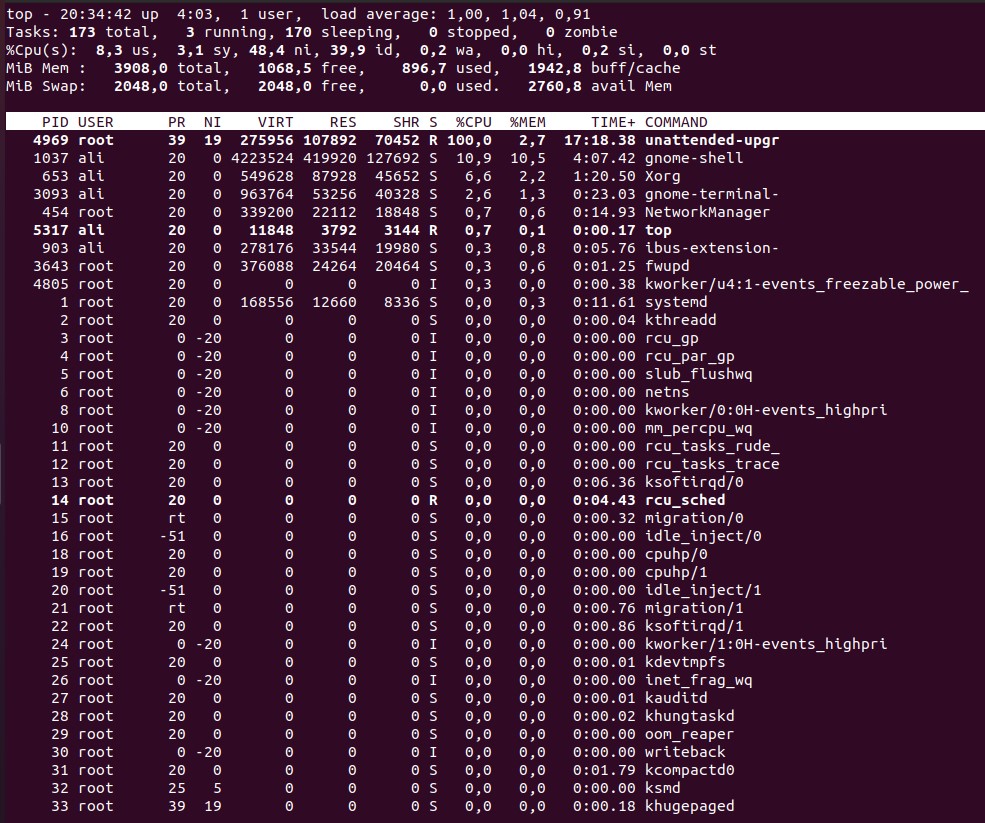 top - 20:34:42 up  4:03,  1 user,  load average: 1,00, 1,04, 0,91
Tasks: 173 total,   3 running, 170 sleeping,   0 stopped,   0 zombie
%Cpu(s):  8,3 us,  3,1 sy, 48,4 ni, 39,9 id,  0,2 wa,  0,0 hi,  0,2 si,  0,0 st
MiB Mem :   3908,0 total,   1068,5 free,    896,7 used,   1942,8 buff/cache
MiB Swap:   2048,0 total,   2048,0 free,      0,0 used.   2760,8 avail Mem
PID USER      PR  NI    VIRT    RES    SHR S  %CPU  %MEM     TIME+ COMMAND
4969 root      39  19  275956 107892  70452 R 100,0   2,7  17:18.38 unattended-upgr
1037 ali       20   0 4223524 419920 127692 S  10,9  10,5   4:07.42 gnome-shell
653 ali       20   0  549628  87928  45652 S   6,6   2,2   1:20.50 Xorg
3093 ali       20   0  963764  53256  40328 S   2,6   1,3   0:23.03 gnome-terminal-
454 root      20   0  339200  22112  18848 S   0,7   0,6   0:14.93 NetworkManager
5317 ali       20   0   11848   3792   3144 R   0,7   0,1   0:00.17 top
903 ali       20   0  278176  33544  19980 S   0,3   0,8   0:05.76 ibus-extension-
3643 root      20   0  376088  24264  20464 S   0,3   0,6   0:01.25 fwupd
4805 root      20   0       0      0      0 I   0,3   0,0   0:00.38 kworker/u4:1-events_freezable_power_
1 root      20   0  168556  12660   8336 S   0,0   0,3   0:11.61 systemd
2 root      20   0       0      0      0 S   0,0   0,0   0:00.04 kthreadd
3 root       0 -20       0      0      0 I   0,0   0,0   0:00.00 rcu_gp
4 root       0 -20       0      0      0 I   0,0   0,0   0:00.00 rcu_par_gp
5 root       0 -20       0      0      0 I   0,0   0,0   0:00.00 slub_flushwq
6 root       0 -20       0      0      0 I   0,0   0,0   0:00.00 netns
8 root       0 -20       0      0      0 I   0,0   0,0   0:00.00 kworker/0:0H-events_highpri
10 root       0 -20       0      0      0 I   0,0   0,0   0:00.00 mm_percpu_wq
11 root      20   0       0      0      0 S   0,0   0,0   0:00.00 rcu_tasks_rude_
12 root      20   0       0      0      0 S   0,0   0,0   0:00.00 rcu_tasks_trace
13 root      20   0       0      0      0 S   0,0   0,0   0:06.36 ksoftirqd/0
14 root      20   0       0      0      0 R   0,0   0,0   0:04.43 rcu_sched
15 root      rt   0       0      0      0 S   0,0   0,0   0:00.32 migration/0
16 root     -51   0       0      0      0 S   0,0   0,0   0:00.00 idle_inject/0
18 root      20   0       0      0      0 S   0,0   0,0   0:00.00 cpuhp/0
19 root      20   0       0      0      0 S   0,0   0,0   0:00.00 cpuhp/1
20 root     -51   0       0      0      0 S   0,0   0,0   0:00.00 idle_inject/1
21 root      rt   0       0      0      0 S   0,0   0,0   0:00.76 migration/1
22 root      20   0       0      0      0 S   0,0   0,0   0:00.86 ksoftirqd/1
24 root       0 -20       0      0      0 I   0,0   0,0   0:00.00 kworker/1:0H-events_highpri
25 root      20   0       0      0      0 S   0,0   0,0   0:00.01 kdevtmpfs
26 root       0 -20       0      0      0 I   0,0   0,0   0:00.00 inet_frag_wq
27 root      20   0       0      0      0 S   0,0   0,0   0:00.01 kauditd
28 root      20   0       0      0      0 S   0,0   0,0   0:00.02 khungtaskd
29 root      20   0       0      0      0 S   0,0   0,0   0:00.00 oom_reaper
30 root       0 -20       0      0      0 I   0,0   0,0   0:00.00 writeback
31 root      20   0       0      0      0 S   0,0   0,0   0:01.79 kcompactd0
32 root      25   5       0      0      0 S   0,0   0,0   0:00.00 ksmd
33 root      39  19       0      0      0 S   0,0   0,0   0:00.18 khugepaged